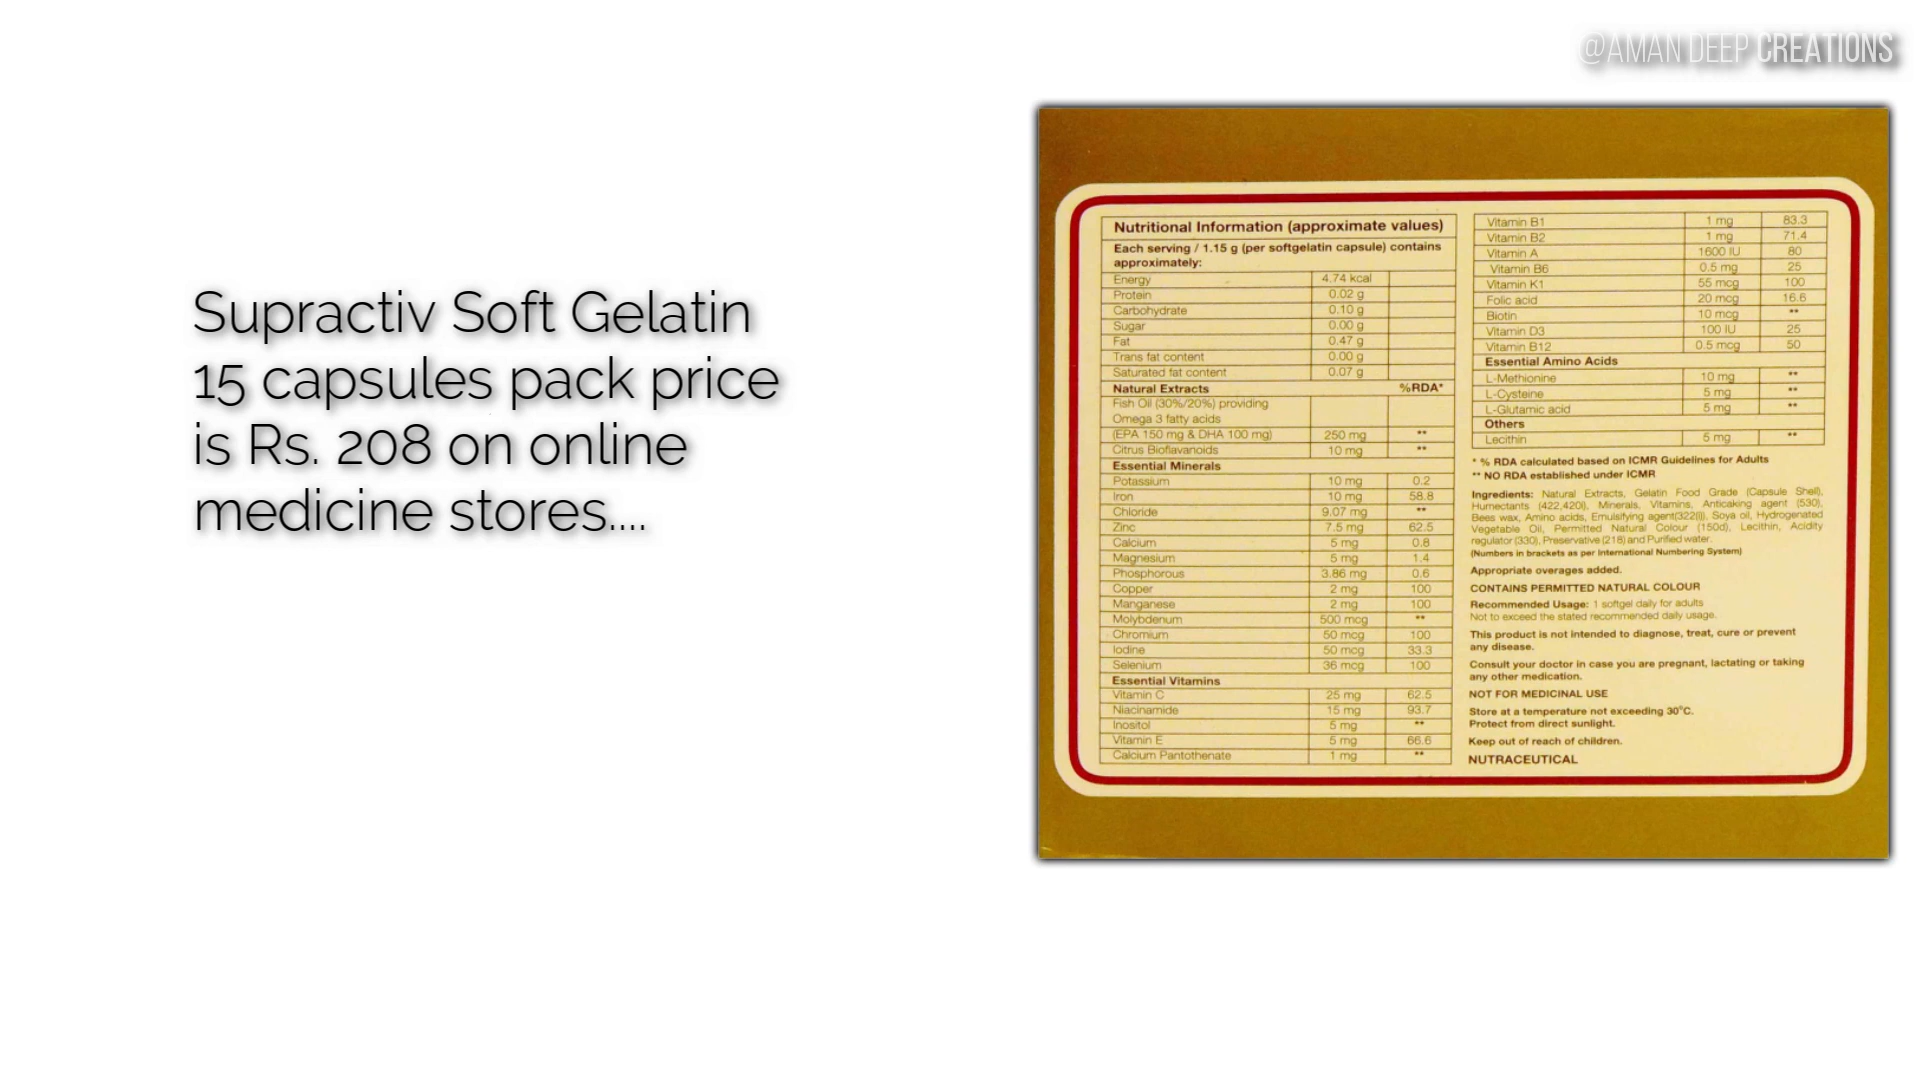 @AMAN DEEP CREATIONS
Supractiv Soft Gelatin
15 capsules pack price
is Rs. 208 on online
medicine stores....
Nutritional Information (approximate values)
Each serving / 1.15 g (per softgelatin capsule) contains
approximately:
Energy 4.74 kcal
Protein 0.02 g
Carbohydrate 0.10 g
Sugar 0.00 g
Fat 0.47 g
Trans fat content 0.00 g
Saturated fat content 0.07 g
Natural Extracts %RDA*
Fish Oil (30%/20%) providing
Omega 3 fatty acids
(EPA 150 mg & DHA 100 mg) 250 mg **
Citrus Bioflavanoids 10 mg **
Essential Minerals
Potassium 10 mg 0.2
Iron 10 mg 58.8
Chloride 9.07 mg **
Zinc 7.5 mg 62.5
Calcium 5 mg 0.8
Magnesium 5 mg 1.4
Phosphorous 3.86 mg 0.6
Copper 2 mg 100
Manganese 2 mg 100
Molybdenum 500 mcg **
Chromium 50 mcg 100
Iodine 50 mcg 33.3
Selenium 36 mcg 100
Essential Vitamins
Vitamin C 25 mg 62.5
Niacinamide 15 mg 93.7
Inositol 5 mg **
Vitamin E 5 mg 66.6
Calcium Pantothenate 1 mg **
Vitamin B1 1 mg 83.3
Vitamin B2 1 mg 71.4
Vitamin A 1600 IU 80
Vitamin B6 0.5 mg 25
Vitamin K1 55 mcg 100
Folic acid 20 mcg 16.6
Biotin 10 mcg **
Vitamin D3 100 IU 25
Vitamin B12 0.5 mcg 50
Essential Amino Acids
L-Methionine 10 mg **
L-Cysteine 5 mg **
L-Glutamic acid 5 mg **
Others
Lecithin 5 mg **
* % RDA calculated based on ICMR Guidelines for Adults
** NO RDA established under ICMR
Ingredients: Natural Extracts, Gelatin Food Grade (Capsule Shell),
Humectants (422,420i), Minerals, Vitamins, Anticaking agent (530),
Bees wax, Amino acids, Emulsifying agent(322(i)), Soya oil, Hydrogenated
Vegetable Oil, Permitted Natural Colour (150d), Lecithin, Acidity
regulator (330), Preservative (218) and Purified water.
(Numbers in brackets as per International Numbering System)
Appropriate overages added.
CONTAINS PERMITTED NATURAL COLOUR
Recommended Usage: 1 softgel daily for adults
Not to exceed the stated recommended daily usage.
This product is not intended to diagnose, treat, cure or prevent
any disease.
Consult your doctor in case you are pregnant, lactating or taking
any other medication.
NOT FOR MEDICINAL USE
Store at a temperature not exceeding 30°C.
Protect from direct sunlight.
Keep out of reach of children.
NUTRACEUTICAL